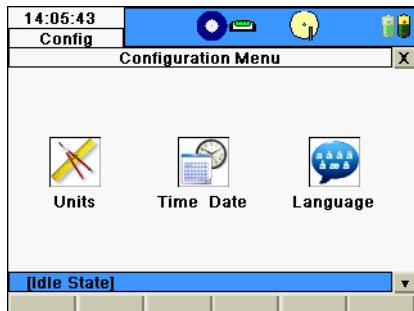 14:05:43
Config
Configuration Menu
X
Units
Time Date
Language
[Idle State]